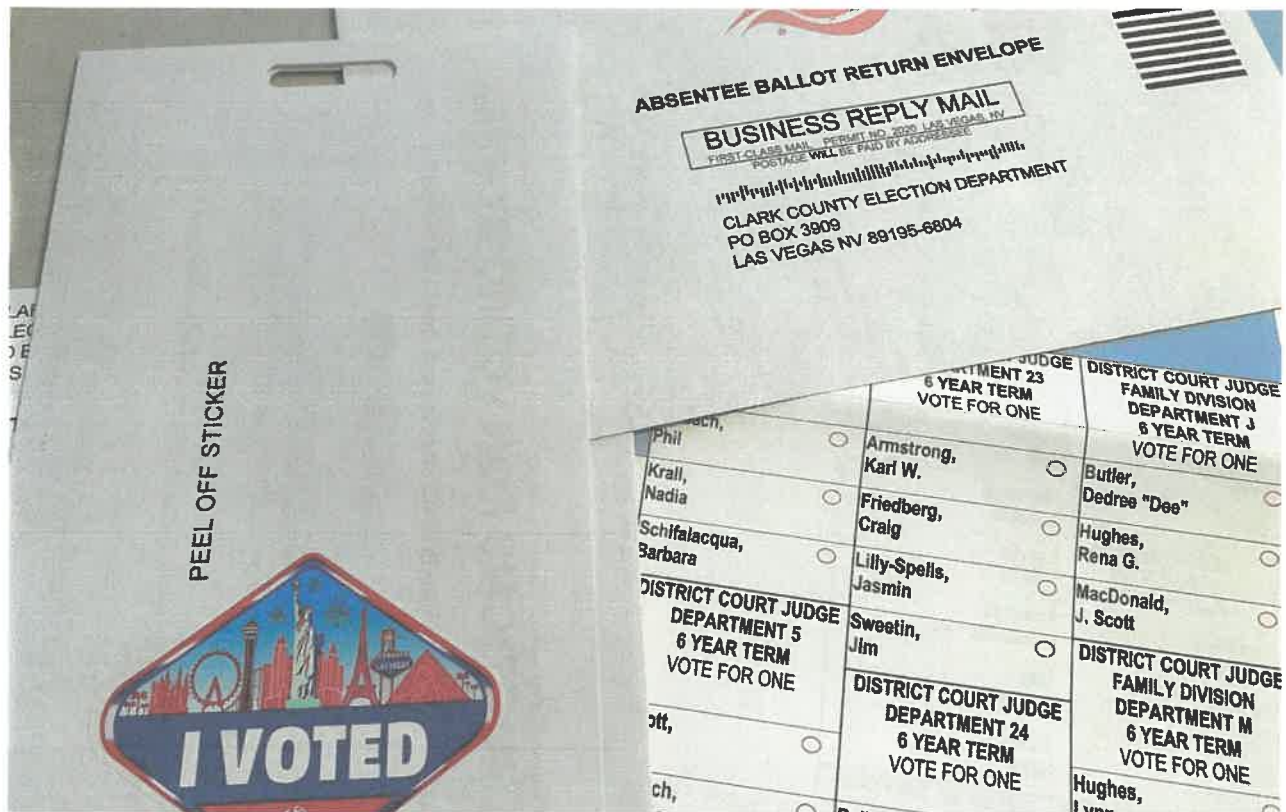 ABSENTEE BALLOT RETURN ENVELOPE
BUSINESS REPLY MAIL
FIRST-CLASS MAIL PERMIT NO. 2020 LAS VEGAS, NV
POSTAGE WILL BE PAID BY ADDRESSEE
CLARK COUNTY ELECTION DEPARTMENT
PO BOX 3909
LAS VEGAS NV 89195-6804
PEEL OFF STICKER
I VOTED
Phil
Krall,
Nadia
Schifalacqua,
Barbara
DISTRICT COURT JUDGE
DEPARTMENT 5
6 YEAR TERM
VOTE FOR ONE
JUDGE
23
6 YEAR TERM
VOTE FOR ONE
Armstrong,
Karl W.
Friedberg,
Craig
Lilly-Spells,
Jasmin
Sweetin,
Jim
DISTRICT COURT JUDGE
DEPARTMENT 24
6 YEAR TERM
VOTE FOR ONE
DISTRICT COURT JUDGE
FAMILY DIVISION
DEPARTMENT J
6 YEAR TERM
VOTE FOR ONE
Butler,
Dedree "Dee"
Hughes,
Rena G.
MacDonald,
J. Scott
DISTRICT COURT JUDGE
FAMILY DIVISION
DEPARTMENT M
6 YEAR TERM
VOTE FOR ONE
Hughes,